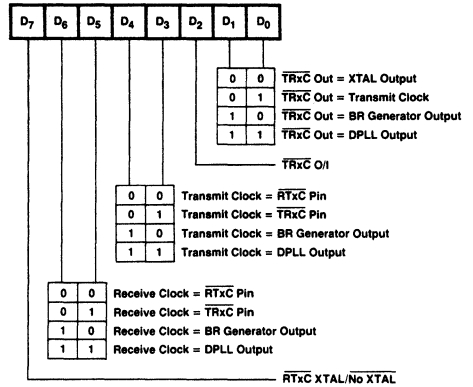 D7 D6 D5 D4 D3 D2 D1 D0
0 0 TRxC Out = XTAL Output
0 1 TRxC Out = Transmit Clock
1 0 TRxC Out = BR Generator Output
1 1 TRxC Out = DPLL Output
TRxC O/I
0 0 Transmit Clock = RTxC Pin
0 1 Transmit Clock = TRxC Pin
1 0 Transmit Clock = BR Generator Output
1 1 Transmit Clock = DPLL Output
0 0 Receive Clock = RTxC Pin
0 1 Receive Clock = TRxC Pin
1 0 Receive Clock = BR Generator Output
1 1 Receive Clock = DPLL Output
RTxC XTAL/No XTAL